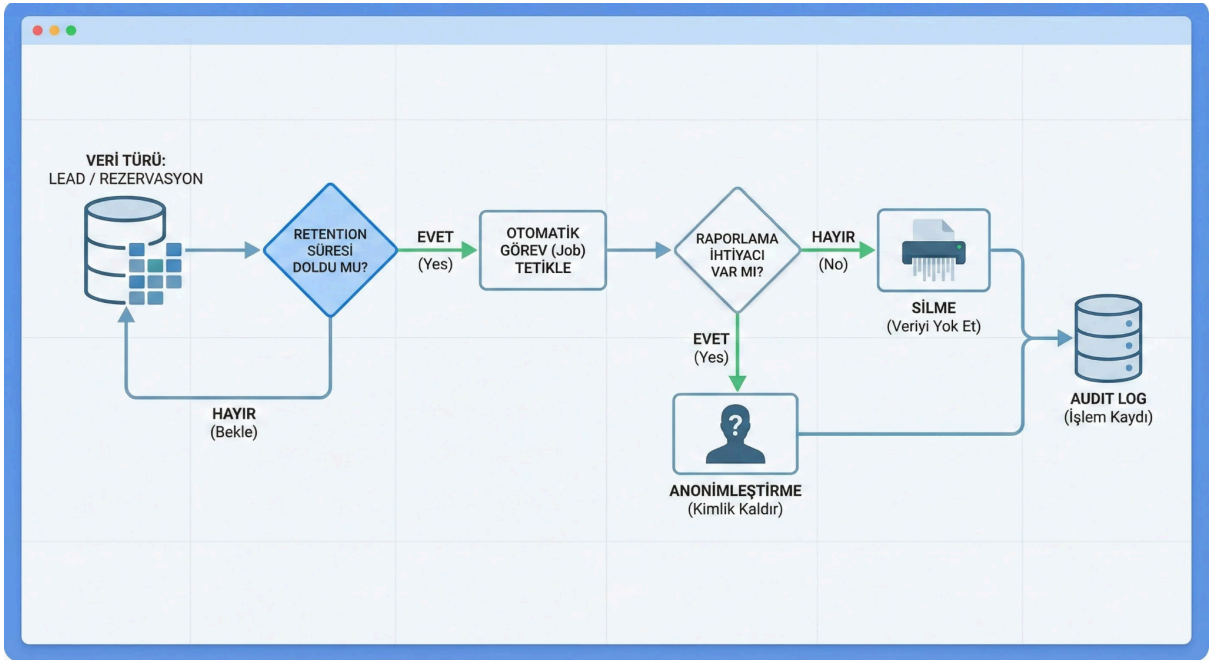 VERİ TÜRÜ:
LEAD / REZERVASYON
RETENTION
SÜRESİ
DOLDU MU?
EVET
(Yes)
HAYIR
(Bekle)
OTOMATİK
GÖREV (Job)
TETİKLE
RAPORLAMA
İHTİYACI
VAR MI?
HAYIR
(No)
SİLME
(Veriyi Yok Et)
EVET
(Yes)
?
ANONİMLEŞTİRME
(Kimlik Kaldır)
AUDIT LOG
(İşlem Kaydı)